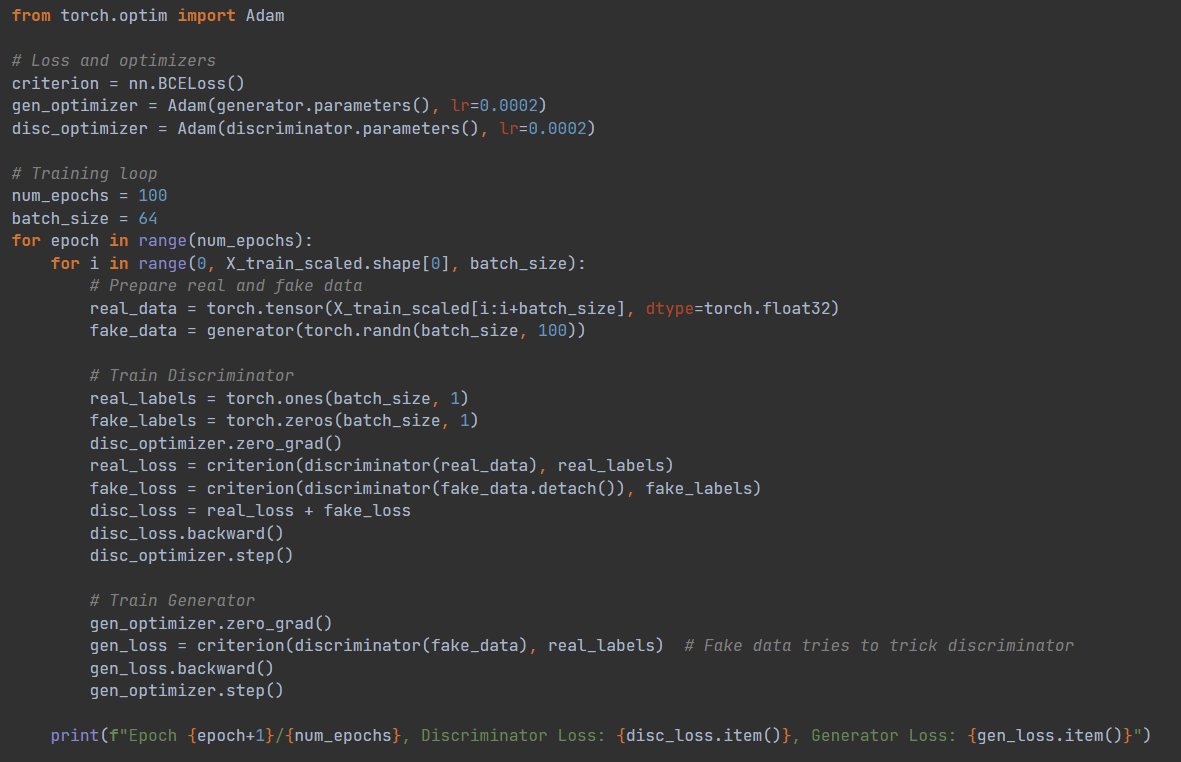 from torch.optim import Adam

# Loss and optimizers
criterion = nn.BCELoss()
gen_optimizer = Adam(generator.parameters(), lr=0.0002)
disc_optimizer = Adam(discriminator.parameters(), lr=0.0002)

# Training loop
num_epochs = 100
batch_size = 64
for epoch in range(num_epochs):
    for i in range(0, X_train_scaled.shape[0], batch_size):
        # Prepare real and fake data
        real_data = torch.tensor(X_train_scaled[i:i+batch_size], dtype=torch.float32)
        fake_data = generator(torch.randn(batch_size, 100))

        # Train Discriminator
        real_labels = torch.ones(batch_size, 1)
        fake_labels = torch.zeros(batch_size, 1)
        disc_optimizer.zero_grad()
        real_loss = criterion(discriminator(real_data), real_labels)
        fake_loss = criterion(discriminator(fake_data.detach()), fake_labels)
        disc_loss = real_loss + fake_loss
        disc_loss.backward()
        disc_optimizer.step()

        # Train Generator
        gen_optimizer.zero_grad()
        gen_loss = criterion(discriminator(fake_data), real_labels)  # Fake data tries to trick discriminator
        gen_loss.backward()
        gen_optimizer.step()

    print(f"Epoch {epoch+1}/{num_epochs}, Discriminator Loss: {disc_loss.item()}, Generator Loss: {gen_loss.item()}")